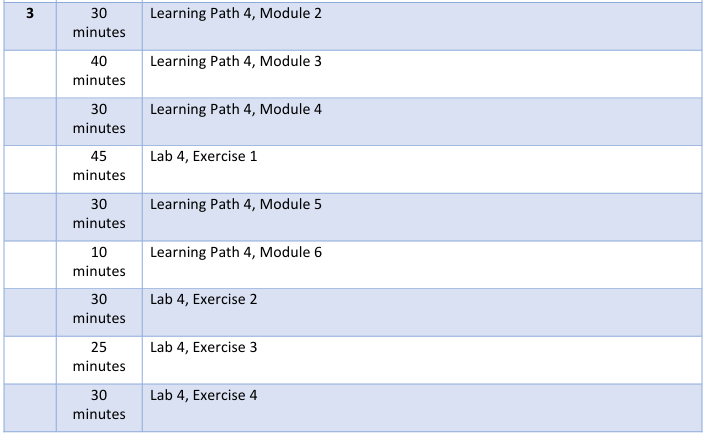 3 30 Learning Path 4, Module 2
minutes
40 Learning Path 4, Module 3
minutes
30 Learning Path 4, Module 4
minutes
45 Lab 4, Exercise 1
minutes
30 Learning Path 4, Module 5
minutes
10 Learning Path 4, Module 6
minutes
30 Lab 4, Exercise 2
minutes
25 Lab 4, Exercise 3
minutes
30 Lab 4, Exercise 4
minutes